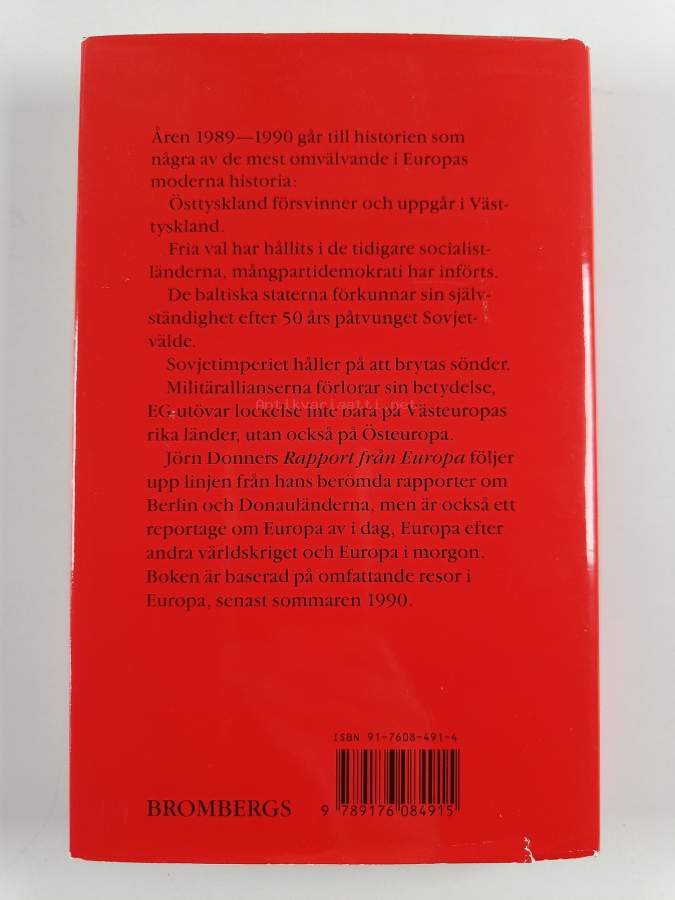 Åren 1989—1990 går till historien som
några av de mest omvälvande i Europas
moderna historia:
Östtyskland försvinner och uppgår i Väst-
tyskland.
Fria val har hållits i de tidigare socialist-
länderna, mångpartidemokrati har införts.
De baltiska staterna förkunnar sin själv-
ständighet efter 50 års påtvunget Sovjet-
välde.
Sovjetimperiet håller på att brytas sönder.
Militärallianserna förlorar sin betydelse,
Antikvariaatti.net
EG utövar lockelse inte bara på Västeuropas
rika länder, utan också på Östeuropa.
Jörn Donners Rapport från Europa följer
upp linjen från hans berömda rapporter om
Berlin och Donauländerna, men är också ett
reportage om Europa av i dag, Europa efter
andra världskriget och Europa i morgon.
Boken är baserad på omfattande resor i
Europa, senast sommaren 1990.
ISBN 91-7608-491-4
BROMBERGS
9 789176 084915